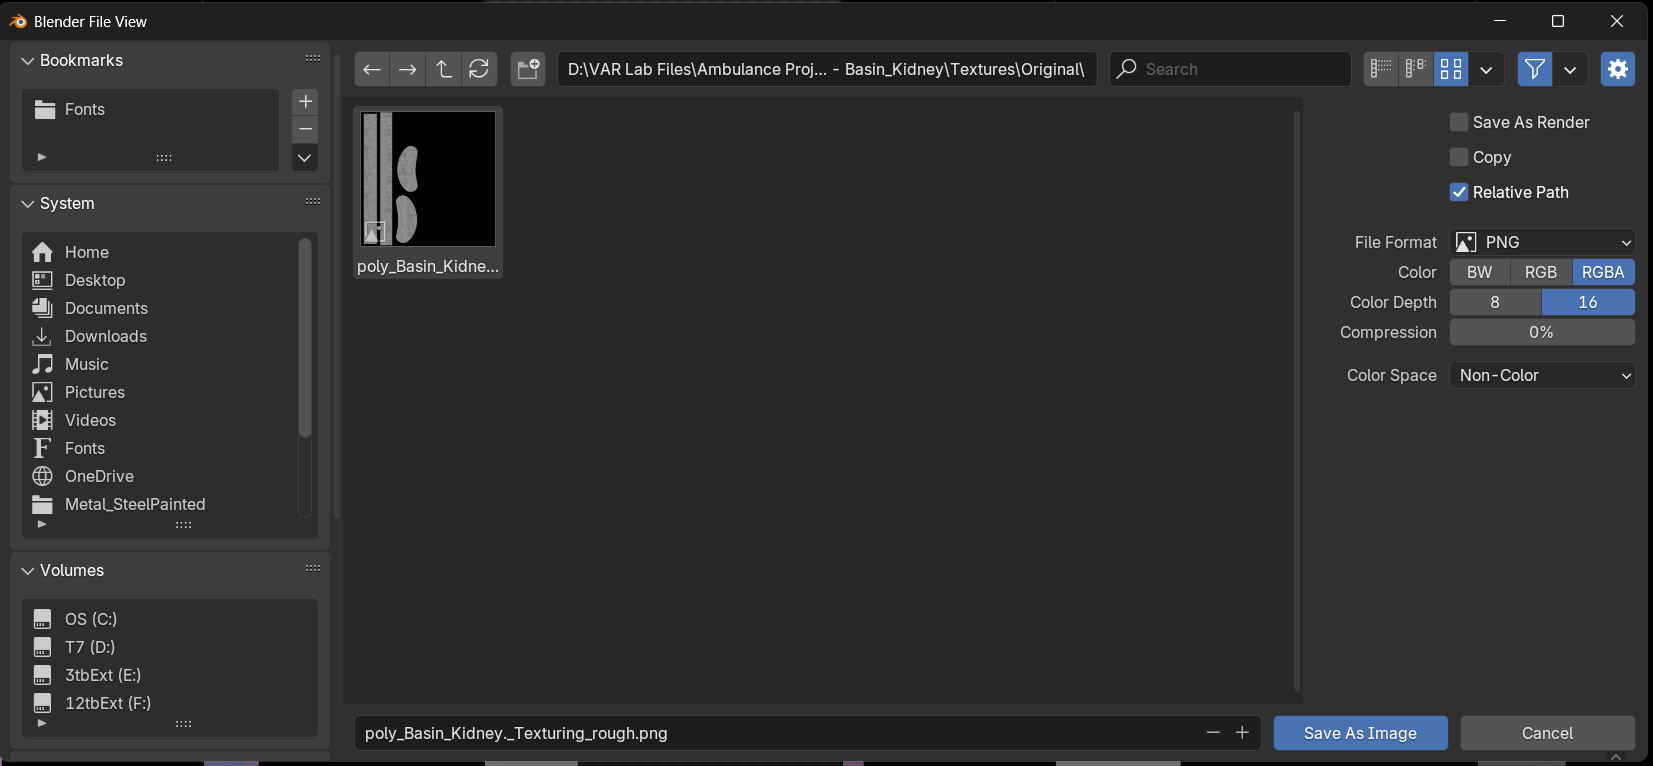 Blender File View
Bookmarks
Fonts
System
Home
Desktop
Documents
Downloads
Music
Pictures
Videos
Fonts
OneDrive
Metal_SteelPainted
Volumes
OS (C:)
T7 (D:)
3tbExt (E:)
12tbExt (F:)
D:\VAR Lab Files\Ambulance Proj... - Basin_Kidney\Textures\Original\
Search
poly_Basin_Kidne...
Save As Render
Copy
Relative Path
File Format PNG
Color BW RGB RGBA
Color Depth 8 16
Compression 0%
Color Space Non-Color
poly_Basin_Kidney._Texturing_rough.png
Save As Image
Cancel